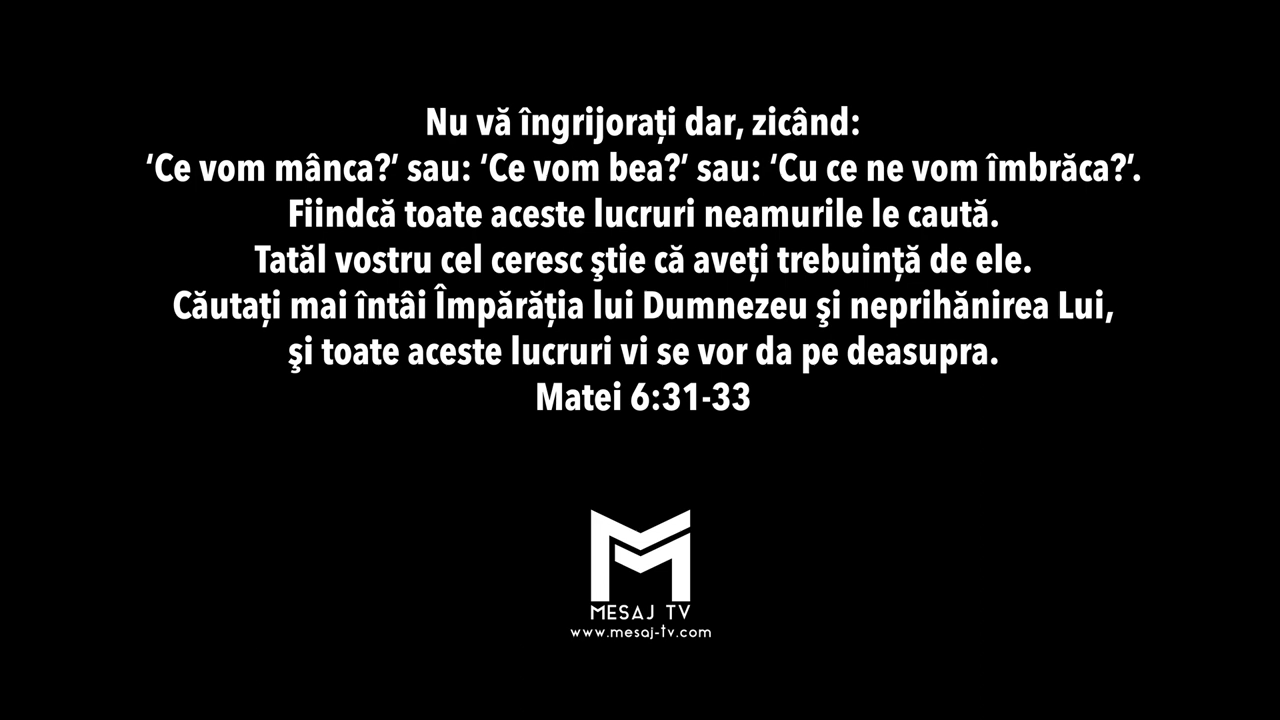 Nu vă îngrijorați dar, zicând:
‘Ce vom mânca?’ sau: ‘Ce vom bea?’ sau: ‘Cu ce ne vom îmbrăca?’.
Fiindcă toate aceste lucruri neamurile le caută.
Tatăl vostru cel ceresc ştie că aveți trebuință de ele.
Căutați mai întâi Împărăția lui Dumnezeu şi neprihănirea Lui,
şi toate aceste lucruri vi se vor da pe deasupra.
Matei 6:31-33
MESAJ TV
www.mesaj-tv.com